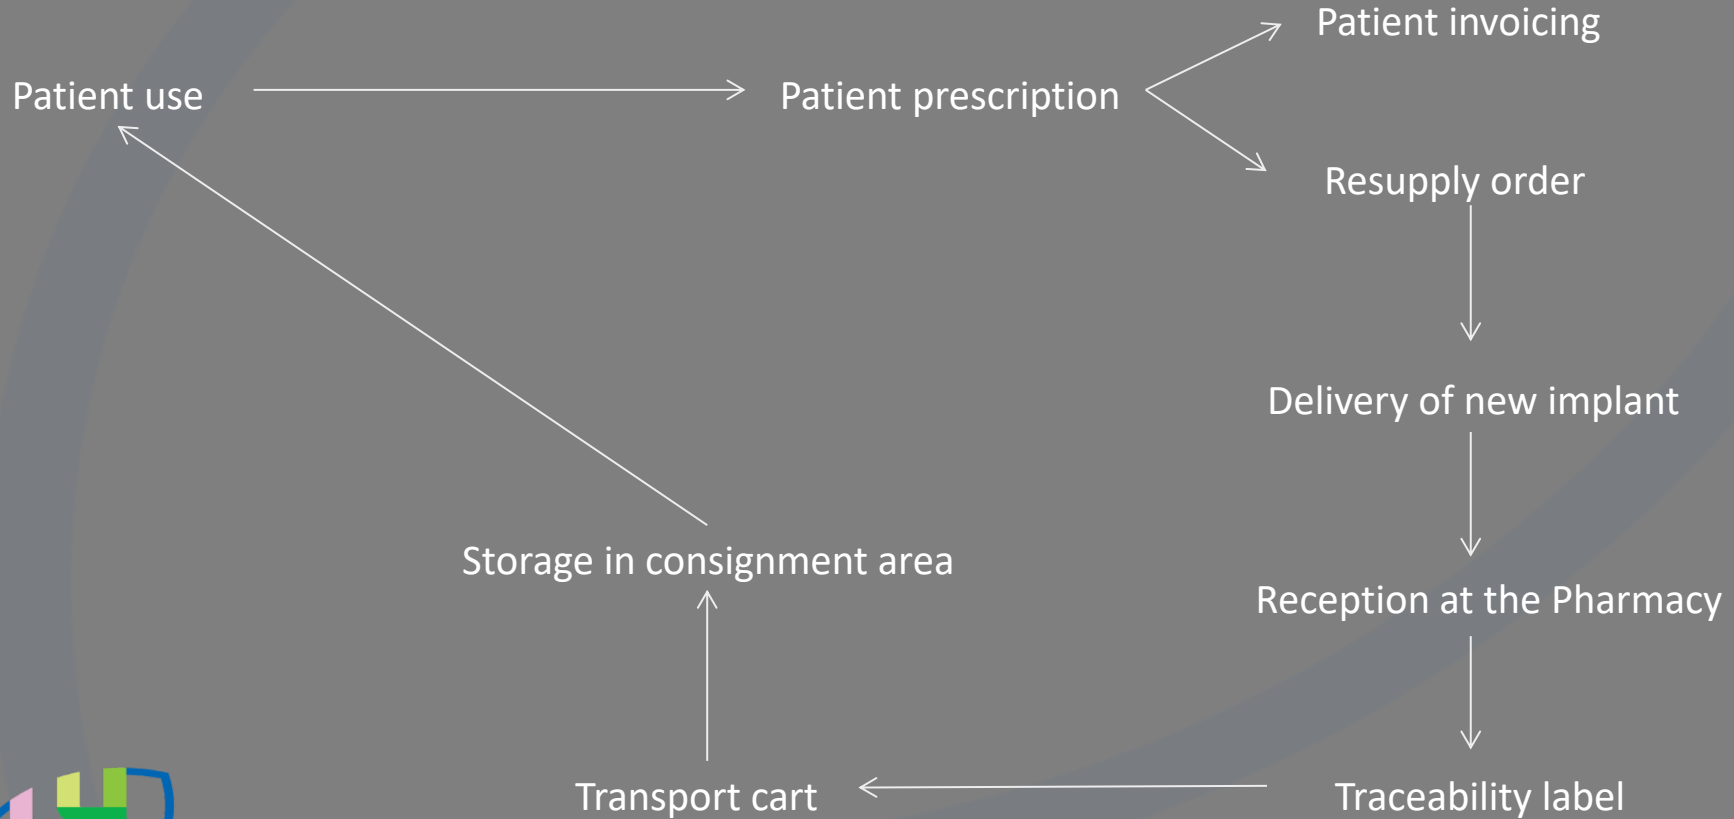 Patient invoicing
Patient use
Patient prescription
Resupply order
Delivery of new implant
Storage in consignment area
Reception at the Pharmacy
Transport cart
Traceability label